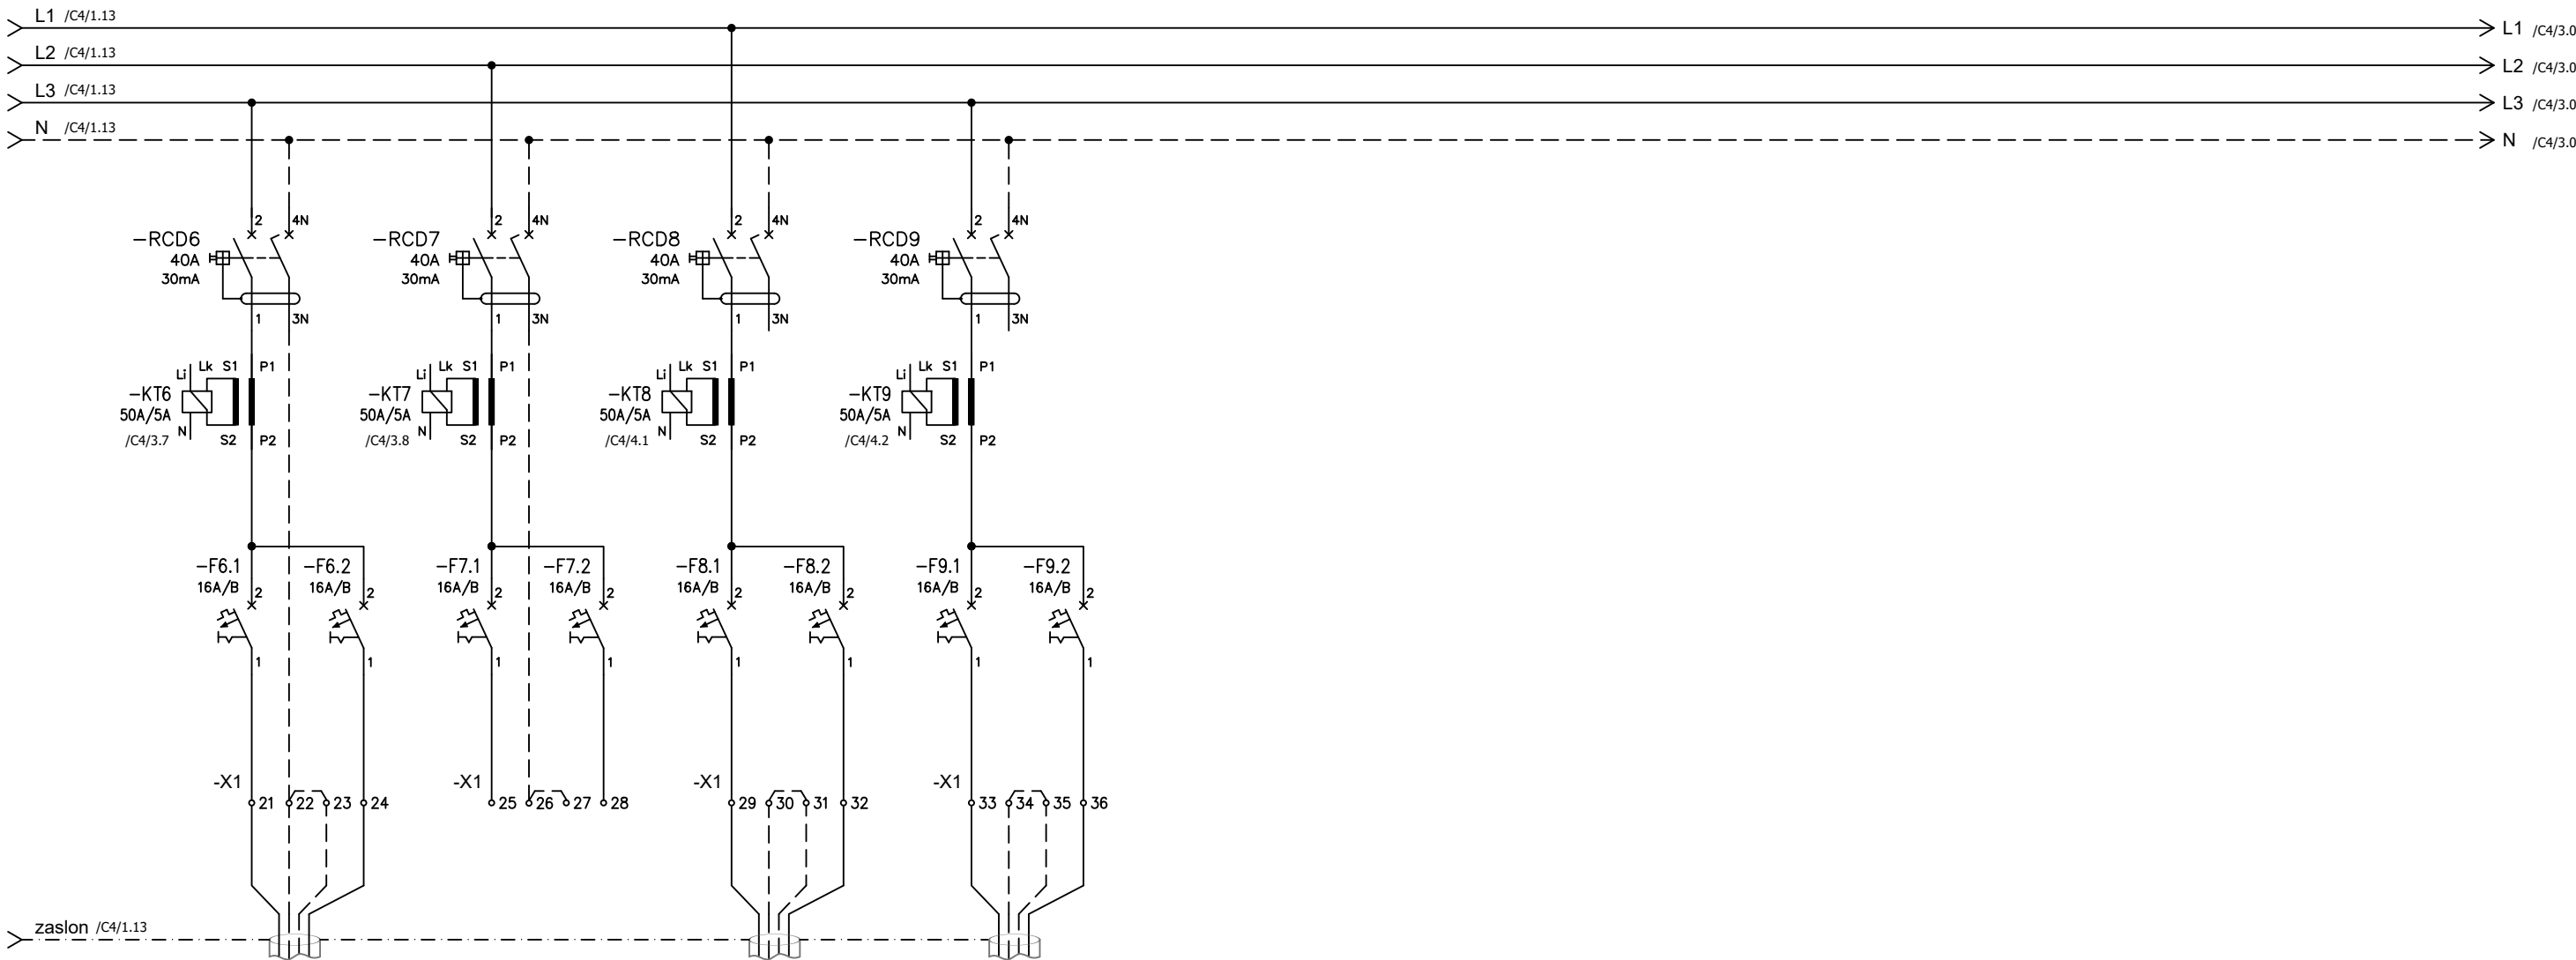 L1 /C4/1.13
L1 /C4/3.0
L2 /C4/1.13
L2 /C4/3.0
L3 /C4/1.13
L3 /C4/3.0
N /C4/1.13
N /C4/3.0
2 4N 2 4N 2 4N 2 4N
-RCD6 -RCD7 -RCD8 -RCD9
40A 40A 40A 40A
30mA 30mA 30mA 30mA
1 3N 1 3N 1 3N 1 3N
Li Lk S1 P1 Li Lk S1 P1 Li Lk S1 P1 Li Lk S1 P1
-KT6 -KT7 -KT8 -KT9
50A/5A 50A/5A 50A/5A 50A/5A
/C4/3.7 N S2 P2 /C4/3.8 N S2 P2 /C4/4.1 N S2 P2 /C4/4.2 N S2 P2
-F6.1 -F6.2 -F7.1 -F7.2 -F8.1 -F8.2 -F9.1 -F9.2
16A/B 16A/B 16A/B 16A/B 16A/B 16A/B 16A/B 16A/B
2 2 2 2 2 2 2 2
1 1 1 1 1 1 1 1
-X1 -X1 -X1 -X1
21 22 23 24 25 26 27 28 29 30 31 32 33 34 35 36
zaslon /C4/1.13